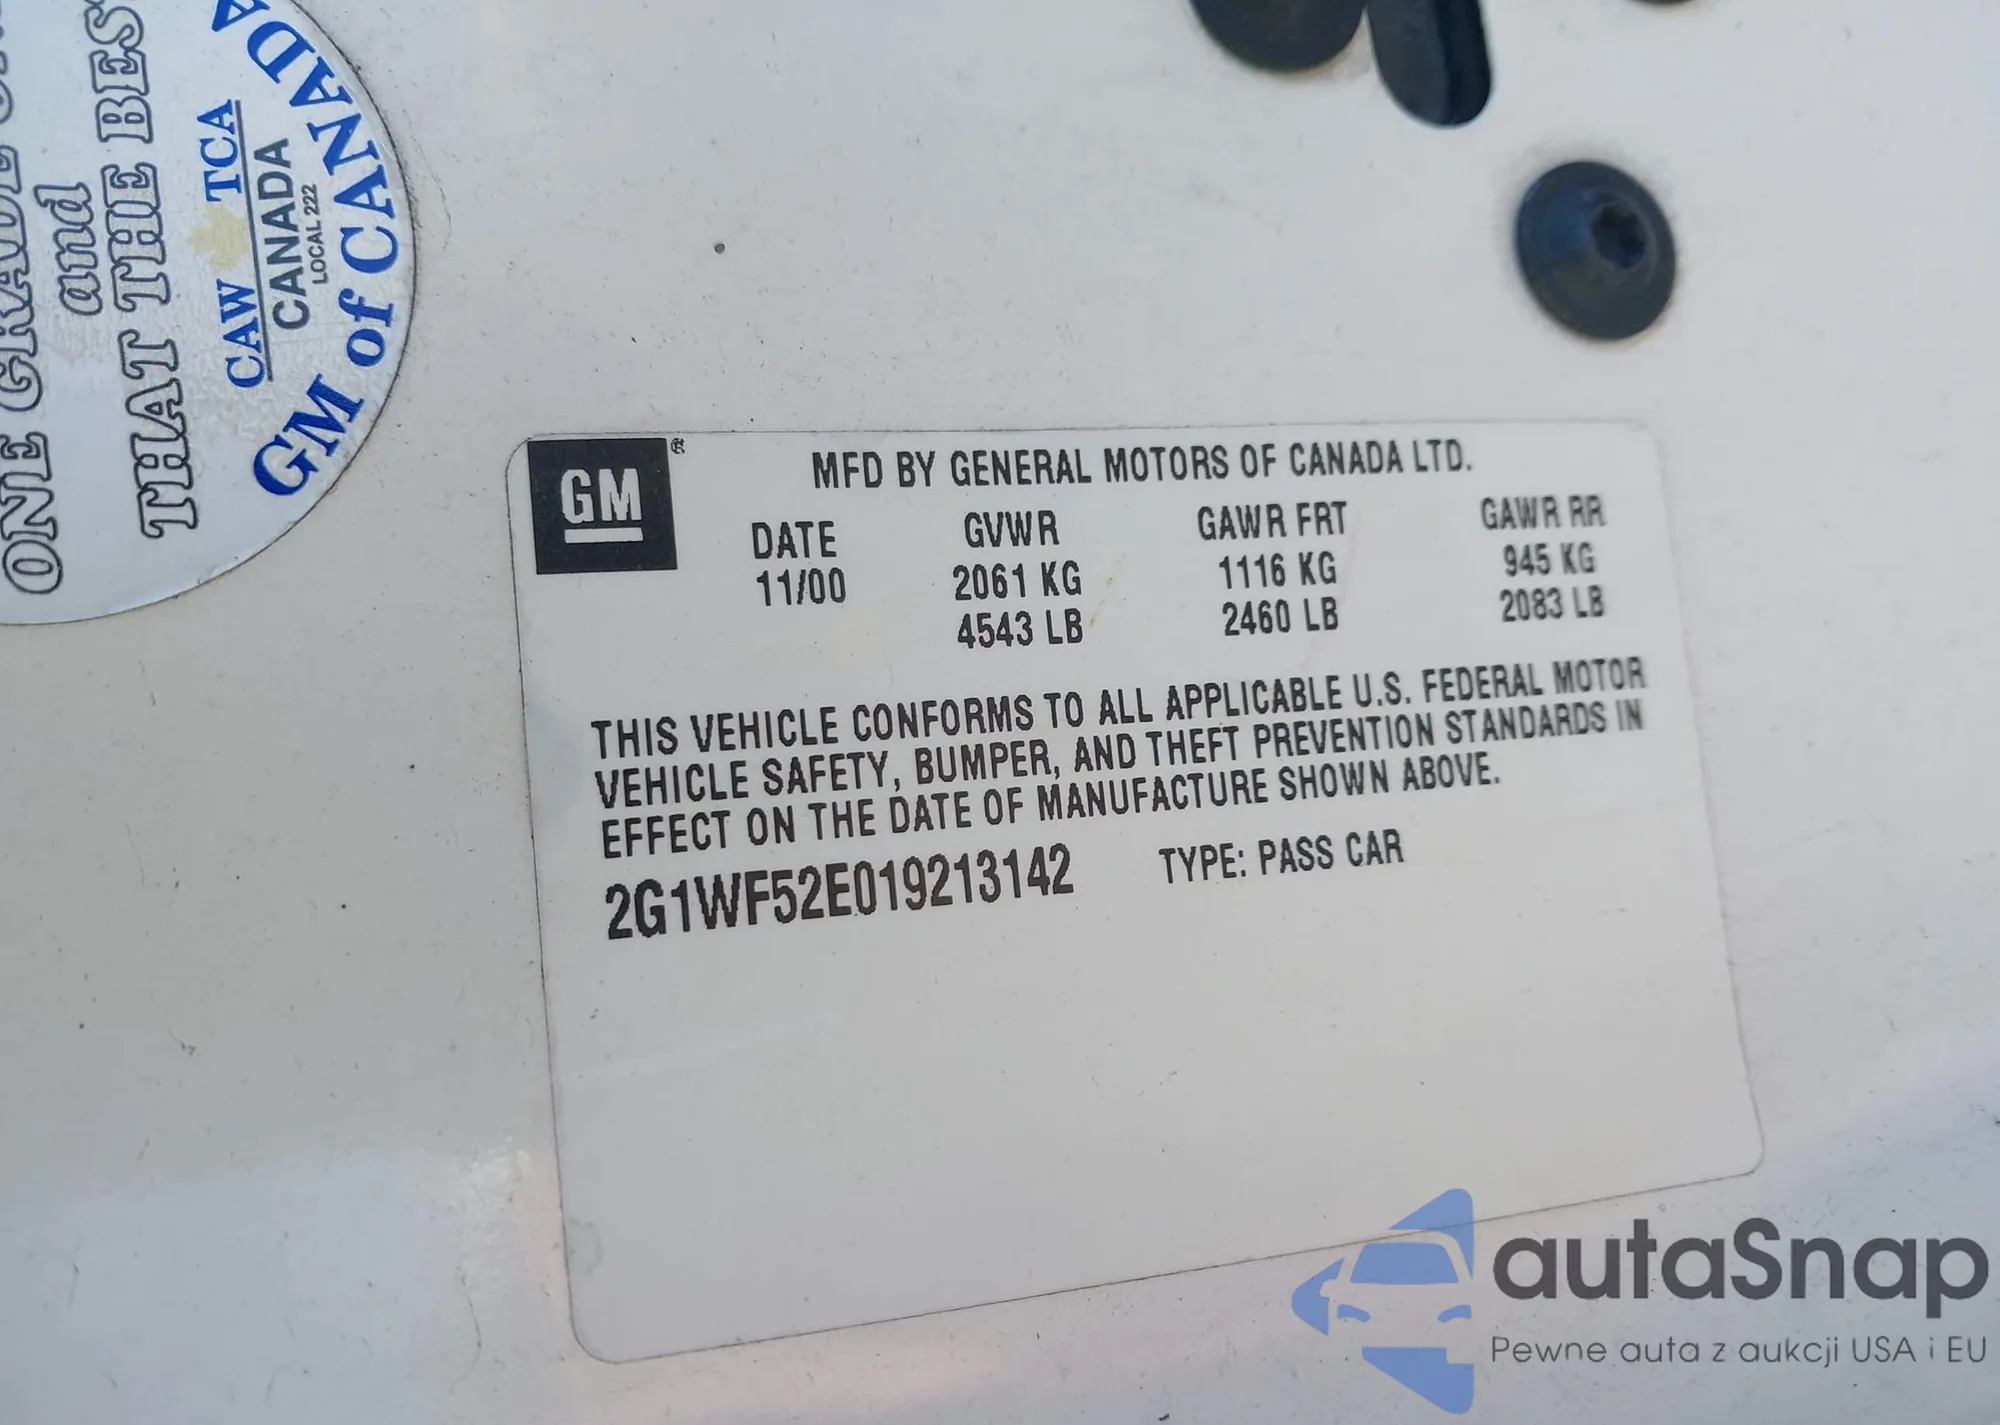 and
THAT THE BES
CAW TCA
CANADA
LOCAL 222
GM of CANADA
GM
MFD BY GENERAL MOTORS OF CANADA LTD.
DATE GVWR GAWR FRT GAWR RR
11/00 2061 KG 1116 KG 945 KG
4543 LB 2460 LB 2083 LB
THIS VEHICLE CONFORMS TO ALL APPLICABLE U.S. FEDERAL MOTOR
VEHICLE SAFETY, BUMPER, AND THEFT PREVENTION STANDARDS IN
EFFECT ON THE DATE OF MANUFACTURE SHOWN ABOVE.
2G1WF52E019213142 TYPE: PASS CAR
autaSnap
Pewne auta z aukcji USA i EU